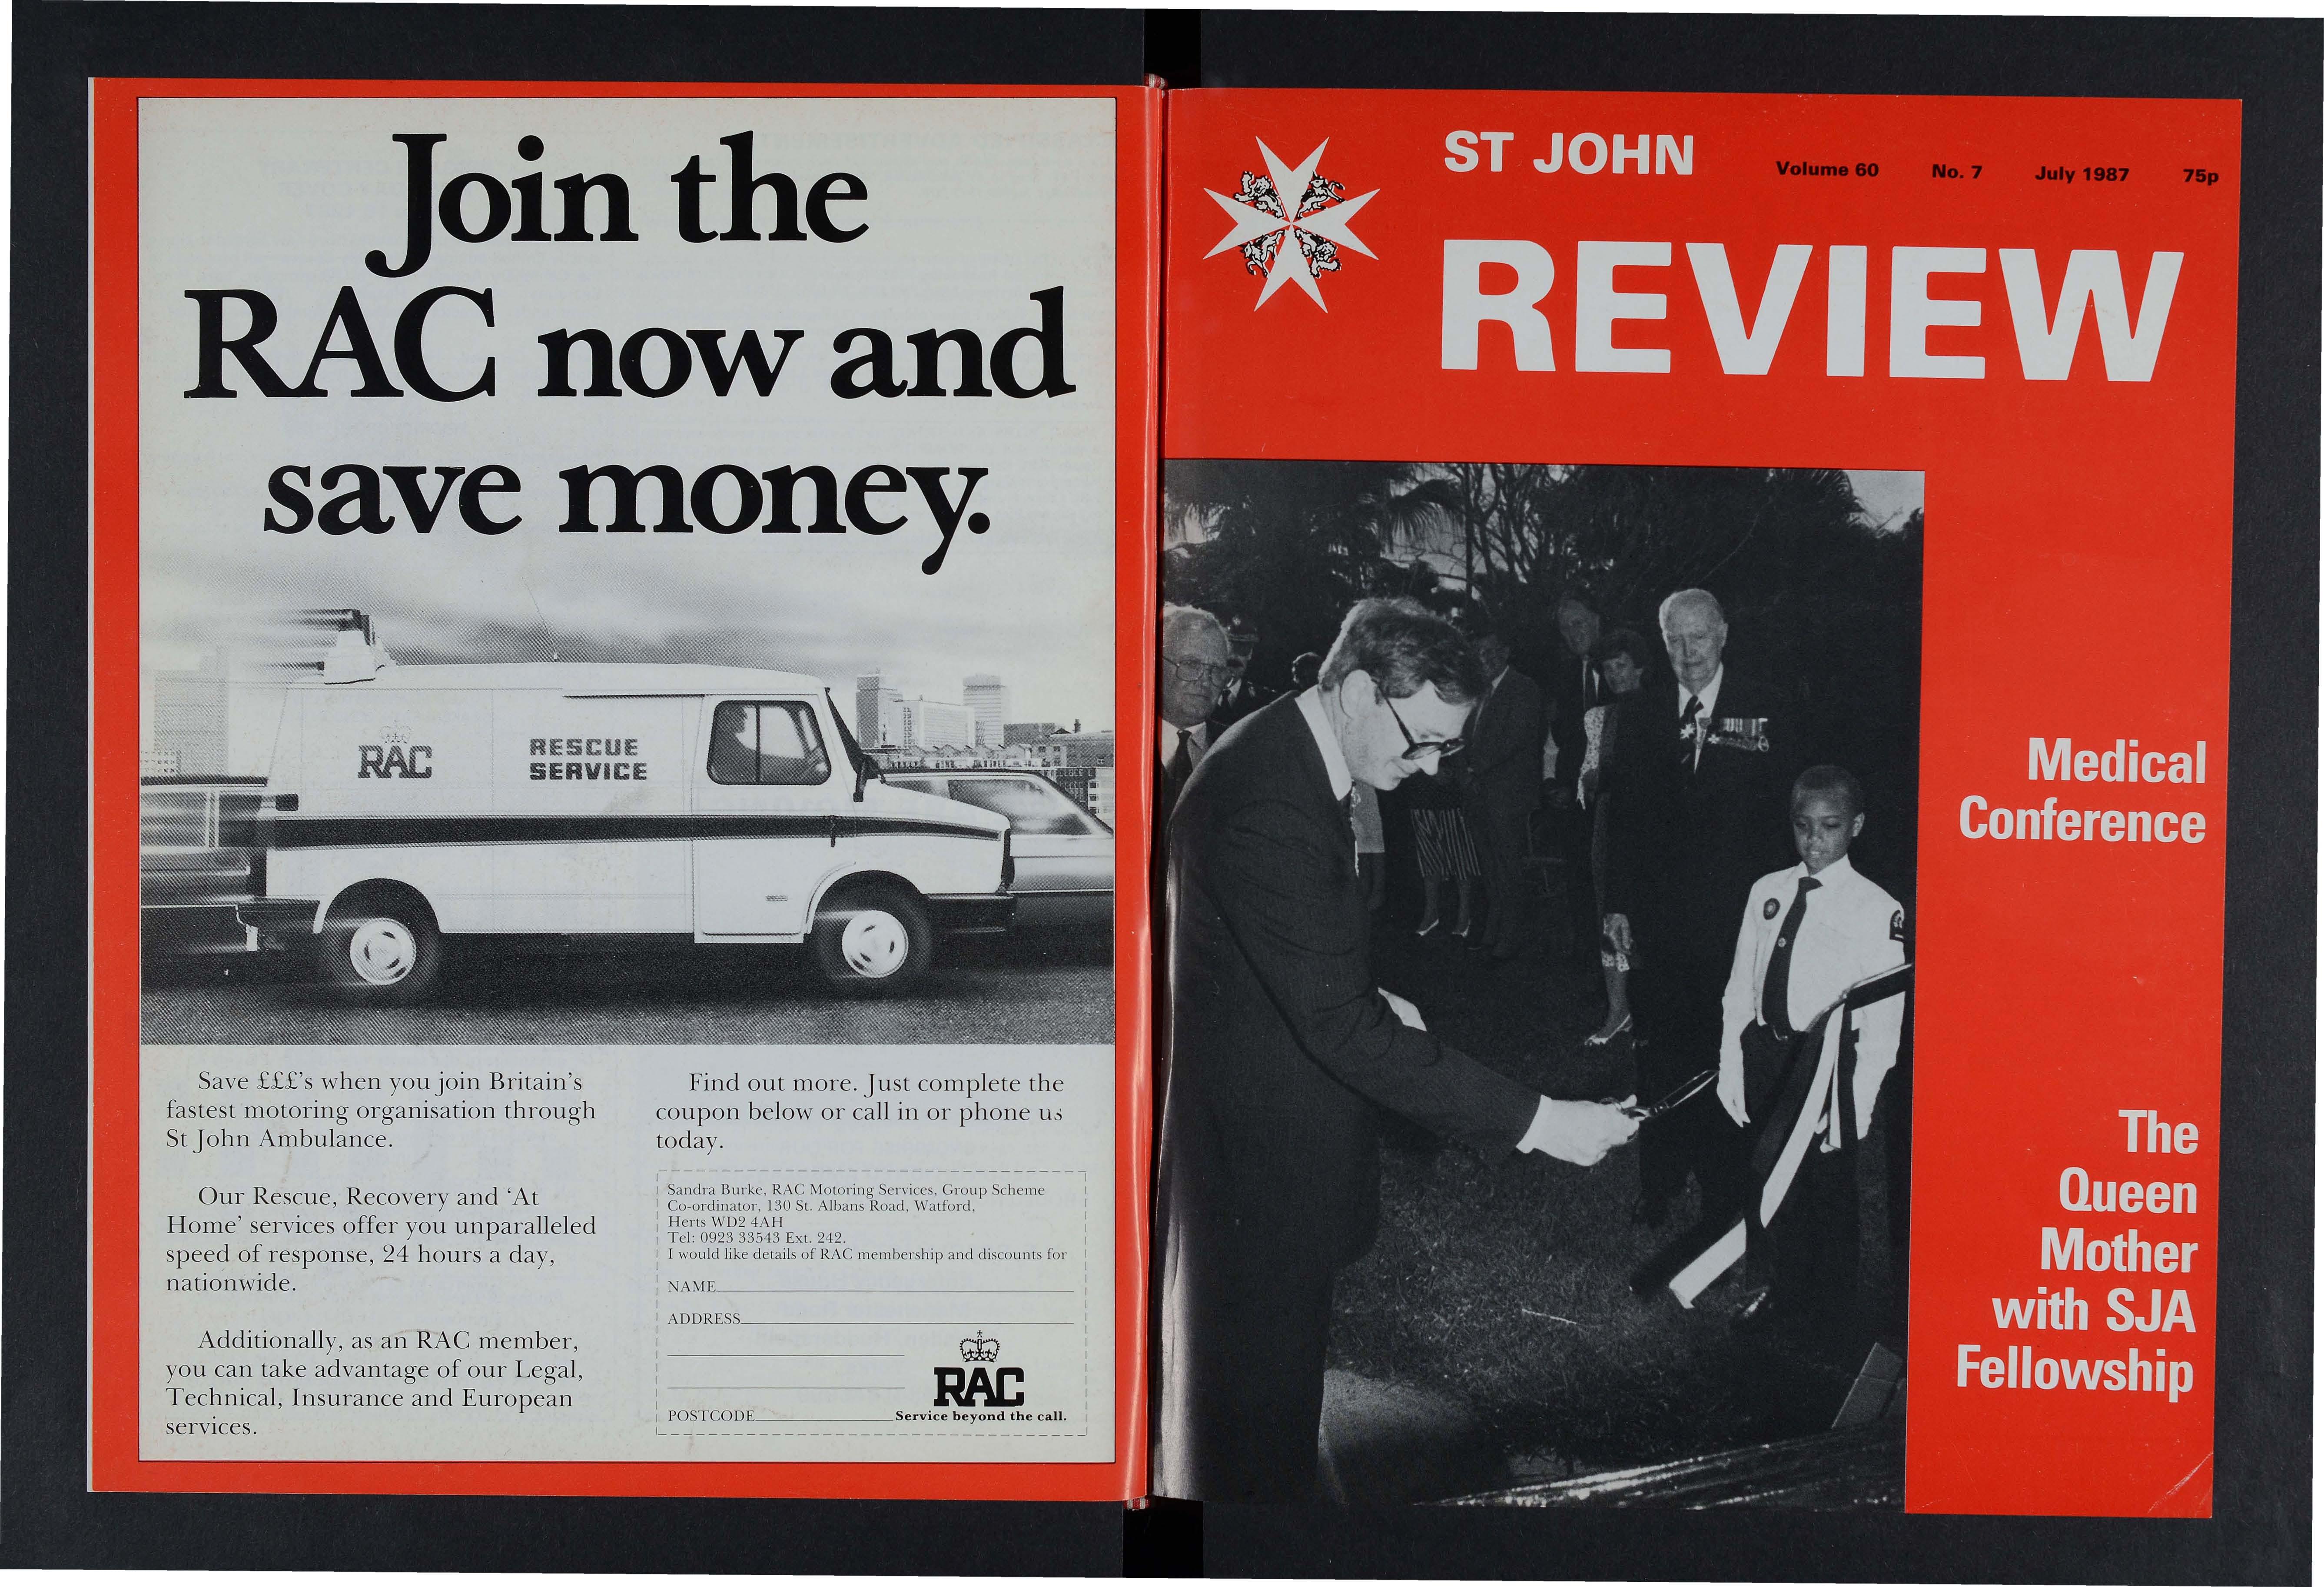 Join the
RAC now and
save money.
RAC
RESCUE
SERVICE
Save £££'s when you join Britain's
fastest motoring organisation through
St John Ambulance.
Our Rescue, Recovery and 'At
Home' services offer you unparalleled
speed of response, 24 hours a day,
nationwide.
Additionally, as an RAC member,
you can take advantage of our Legal,
Technical, Insurance and European
services.
Find out more. Just complete the
coupon below or call in or phone us
today.
Sandra Burke, RAC Motoring Services, Group Scheme
Co-ordinator, 130 St. Albans Road, Watford,
Herts WD2 4AH
Tel: 0923 33543 Ext. 242.
I would like details of RAC membership and discounts for
NAME
ADDRESS
POSTCODE
RAC
Service beyond the call.
ST JOHN
Volume 60 No. 7 July 1987 75p
REVIEW
Medical
Conference
The
Queen
Mother
with SJA
Fellowship